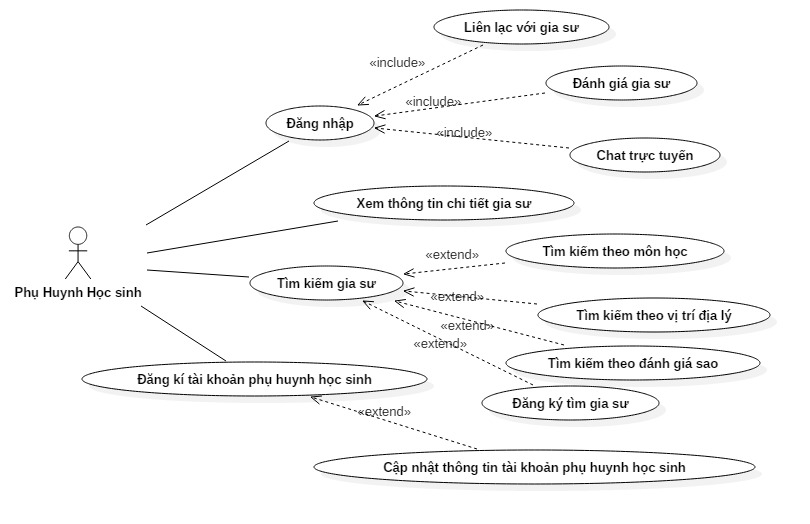 Liên lạc với gia sư
«include»
Đánh giá gia sư
«include»
Đăng nhập
«include»
Chat trực tuyến
Xem thông tin chi tiết gia sư
Tìm kiếm theo môn học
«extend»
Tìm kiếm gia sư
Phụ Huynh Học sinh
«extend»
Tìm kiếm theo vị trí địa lý
«extend»
«extend»
Tìm kiếm theo đánh giá sao
Đăng kí tài khoản phụ huynh học sinh
Đăng ký tìm gia sư
«extend»
Cập nhật thông tin tài khoản phụ huynh học sinh